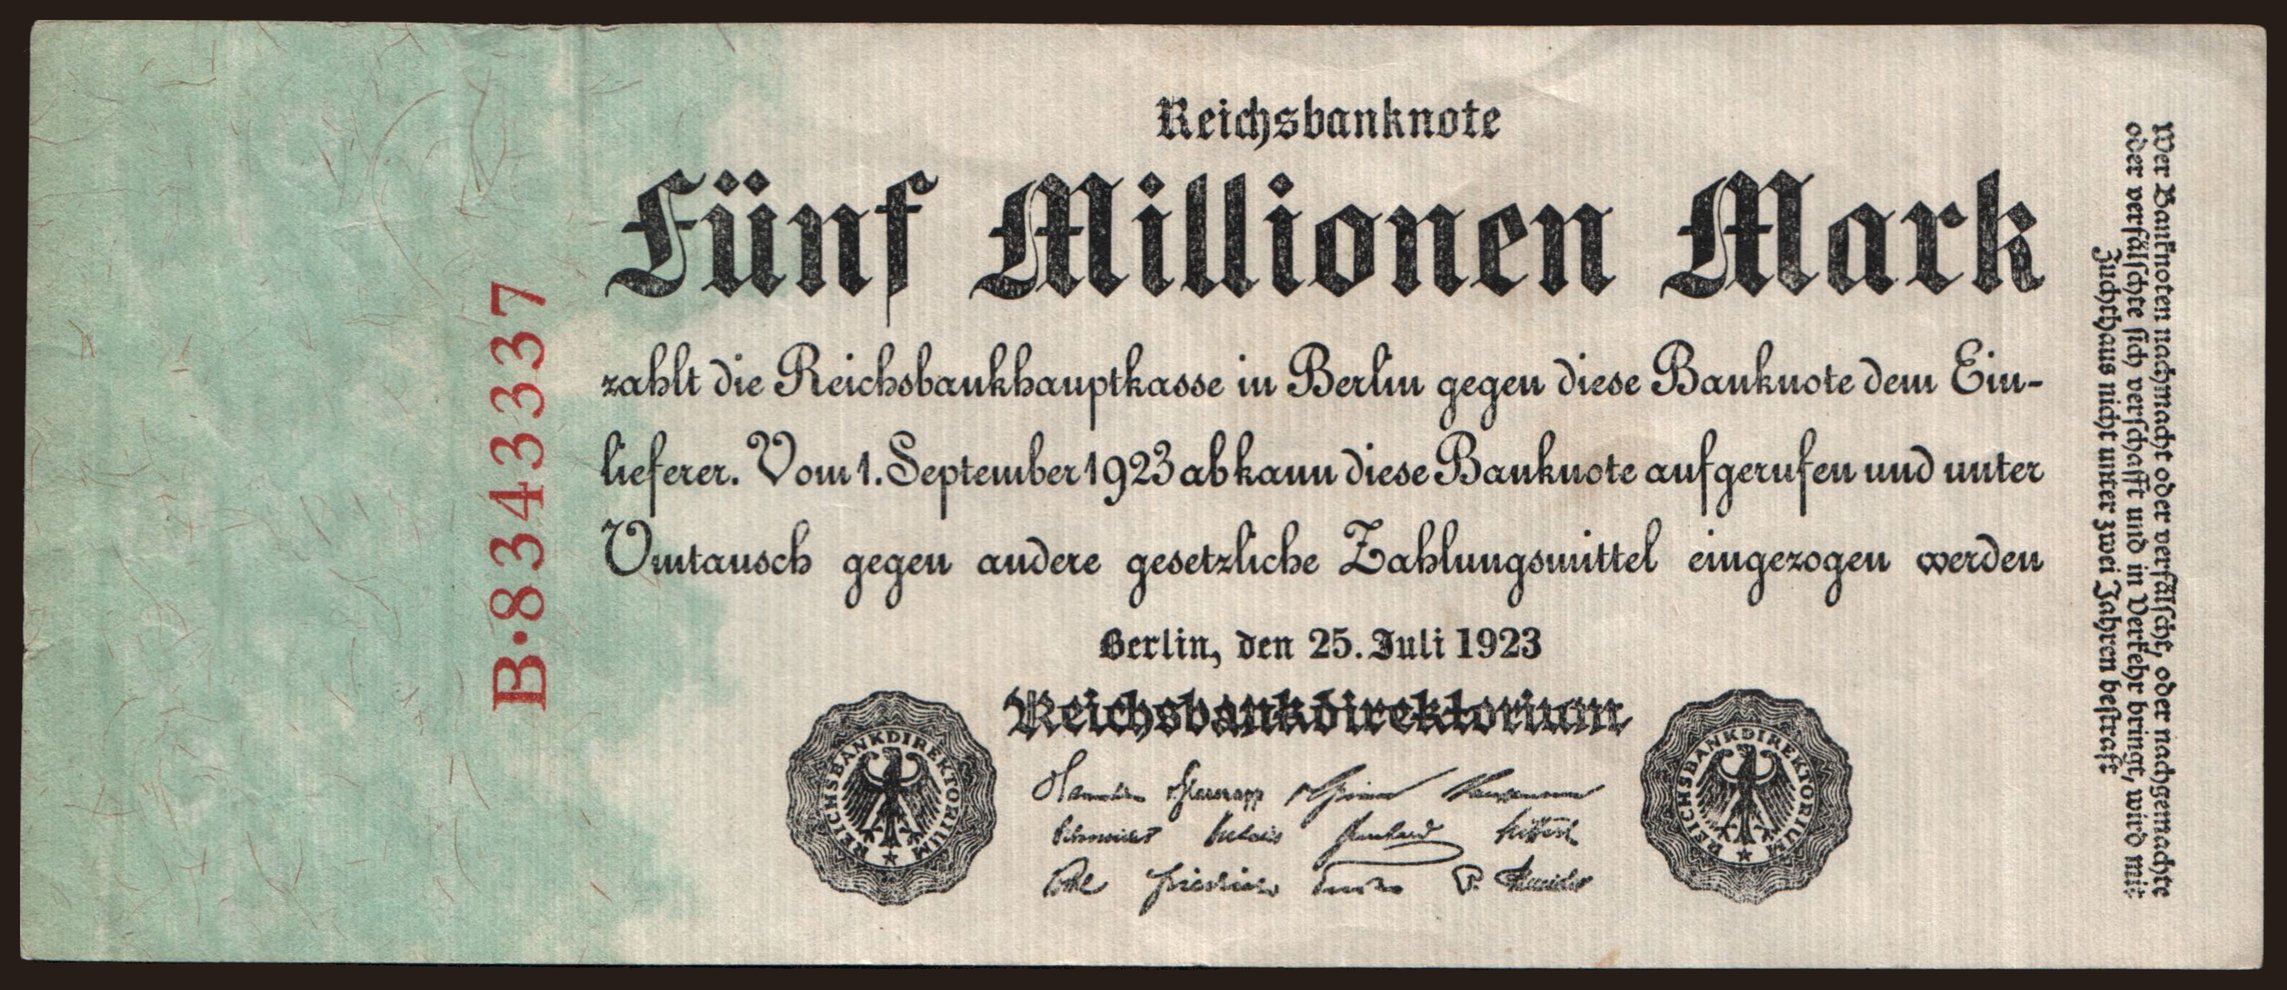 Reichsbanknote
Fünf Millionen Mark
zahlt die Reichsbankhauptkasse in Berlin gegen diese Banknote dem Ein-
lieferer. Vom 1. September 1923 ab kann diese Banknote aufgerufen und unter
Umtausch gegen andere gesetzliche Zahlungsmittel eingezogen werden
Berlin, den 25. Juli 1923
Reichsbankdirektorium
REICHSBANKDIREKTORIUM
REICHSBANKDIREKTORIUM
B·8343337
Wer Banknoten nachmacht oder verfälscht, oder nachgemachte
oder verfälschte sich verschafft und in Verkehr bringt, wird mit
Zuchthaus nicht unter zwei Jahren bestraft